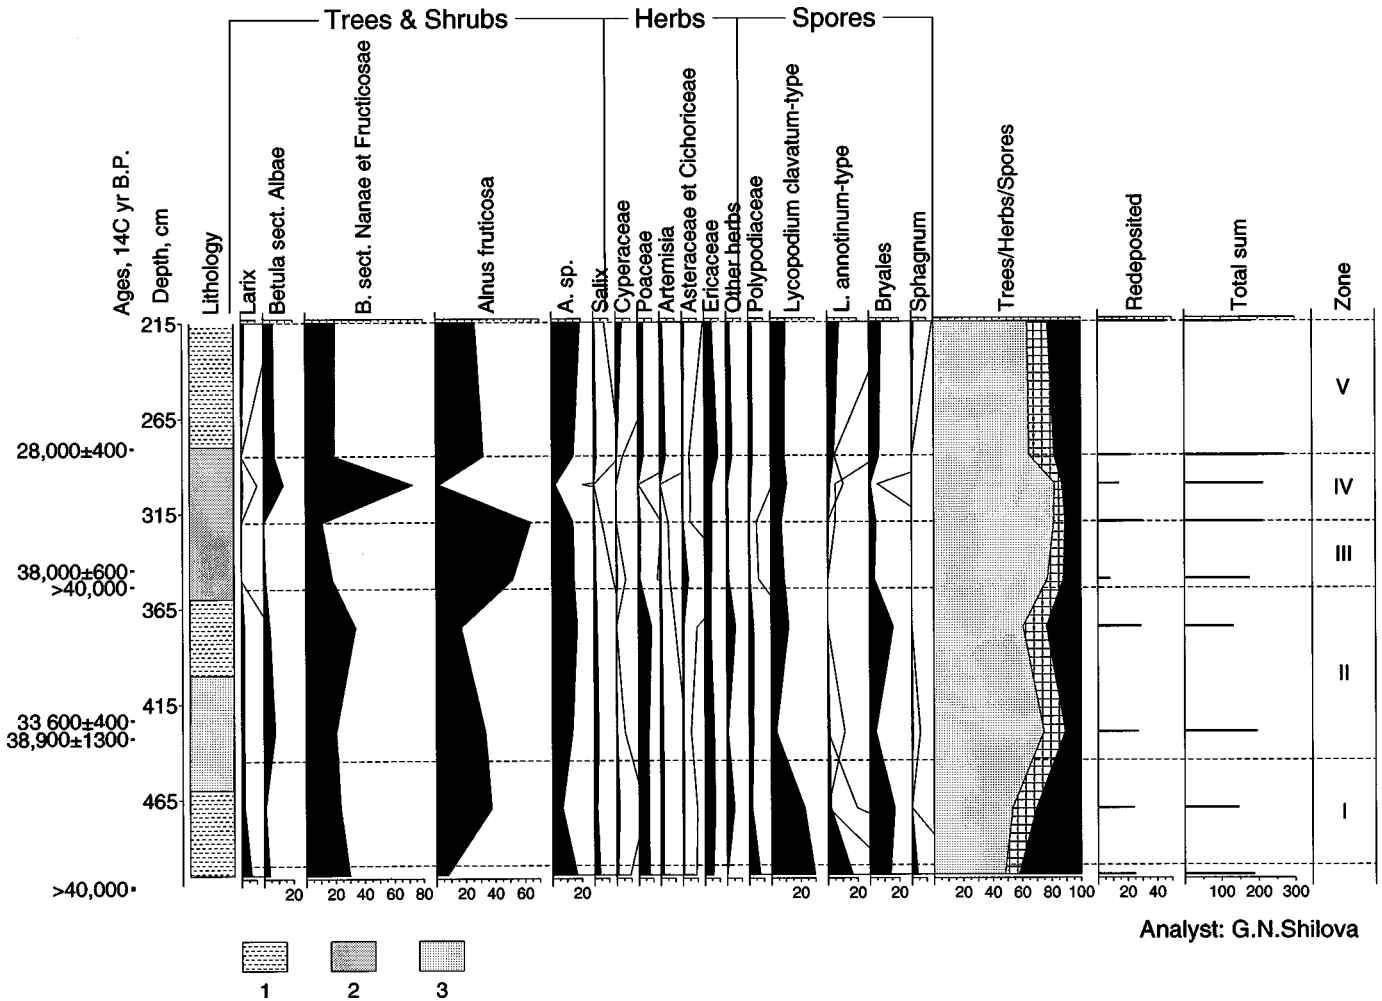 Trees & Shrubs Herbs Spores
Ages, 14C yr B.P.
Depth, cm
Lithology
Larix
Betula sect. Albae
B. sect. Nanae et Fructicosae
Alnus fruticosa
A. sp.
Salix
Cyperaceae
Poaceae
Artemisia
Asteraceae et Cichoriceae
Ericaceae
Other herbs
Polypodiaceae
Lycopodium clavatum-type
L. annotinum-type
Bryales
Sphagnum
Trees/Herbs/Spores
Redeposited
Total sum
Zone
215
265
28,000±400
315
38,000±600
>40,000
365
415
33 600±400
38,900±1300
465
>40,000
V
IV
III
II
I
20 20 40 60 80 20 40 60 20 20 20 20 20 40 60 80 100 20 40 100 200 300
Analyst: G.N.Shilova
1 2 3